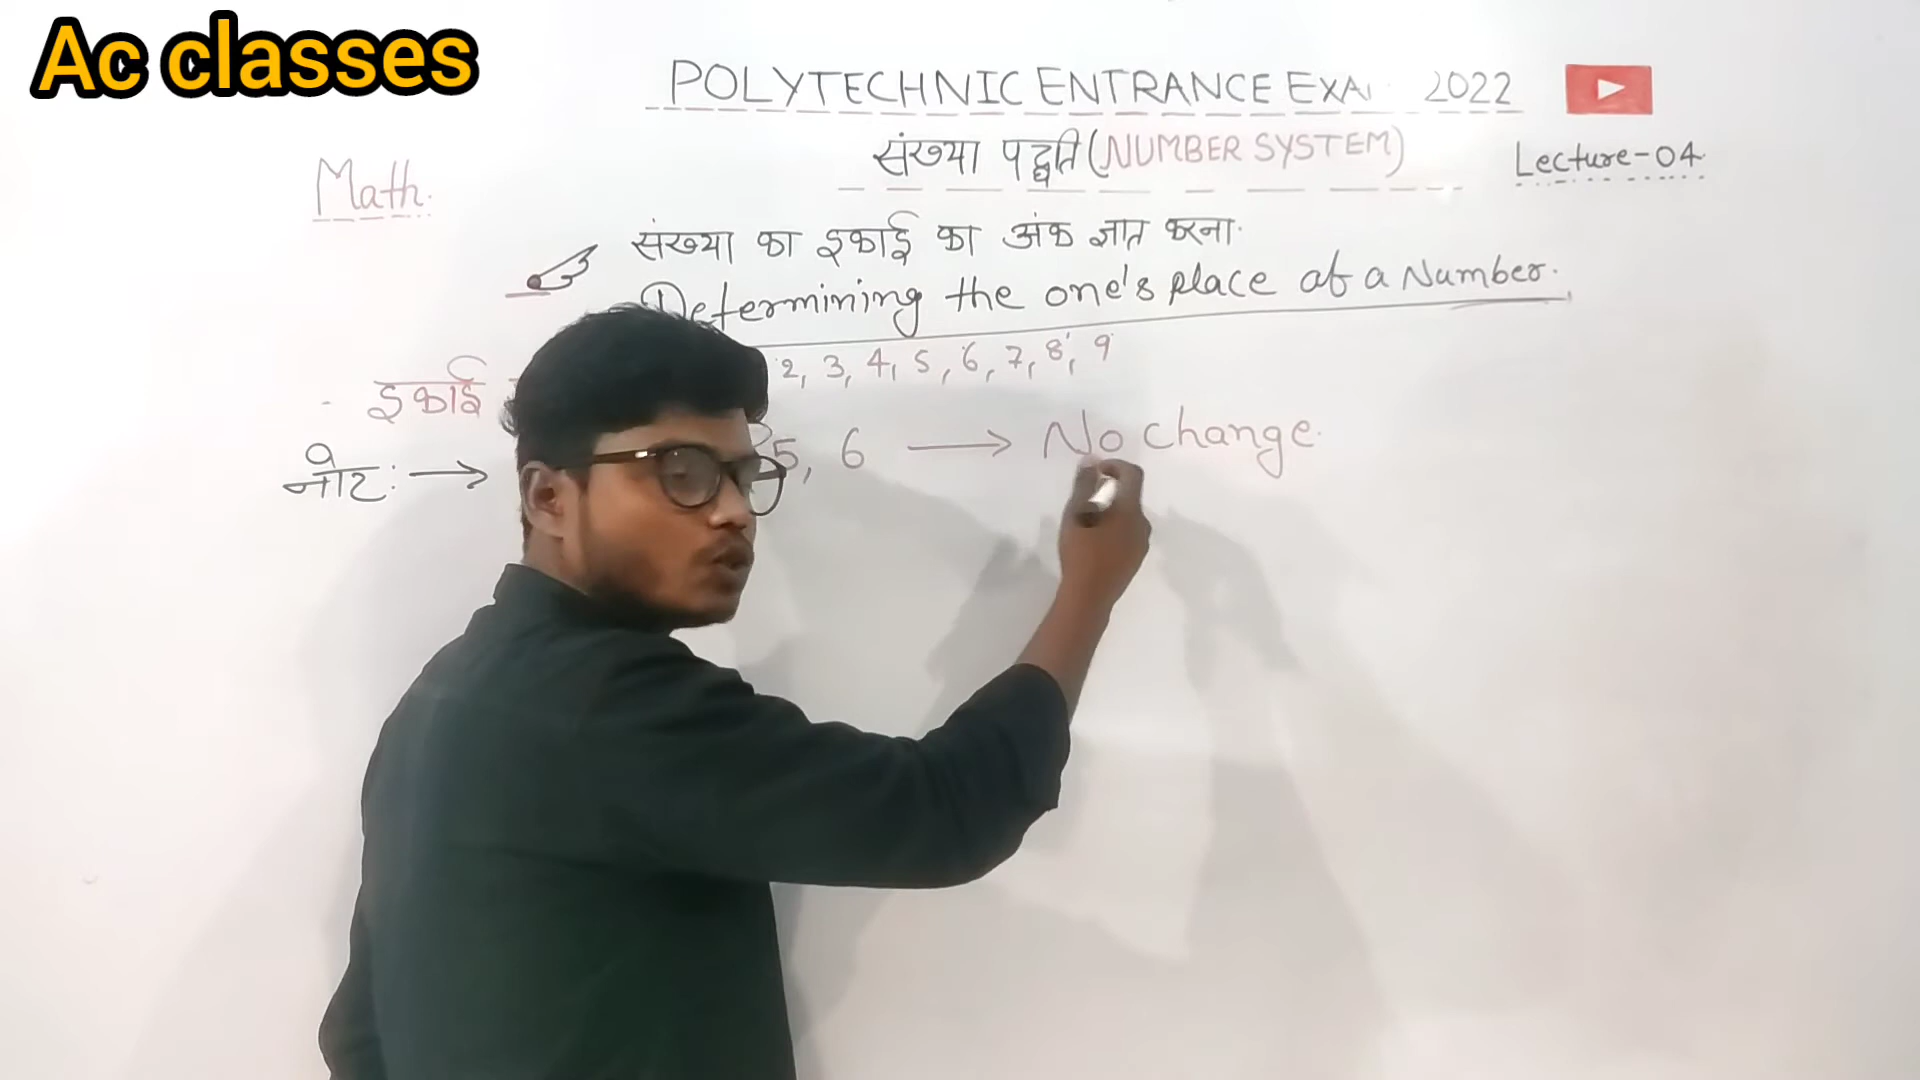 Ac classes
POLYTECHNIC ENTRANCE EXA 2022
संख्या पद्धति (NUMBER SYSTEM)
Lecture-04
Math.
संख्या का इकाई का अंक ज्ञात करना.
Determining the one's place of a Number.
इकाई 2, 3, 4, 5, 6, 7, 8, 9
नोट:→ 5, 6 → No change.